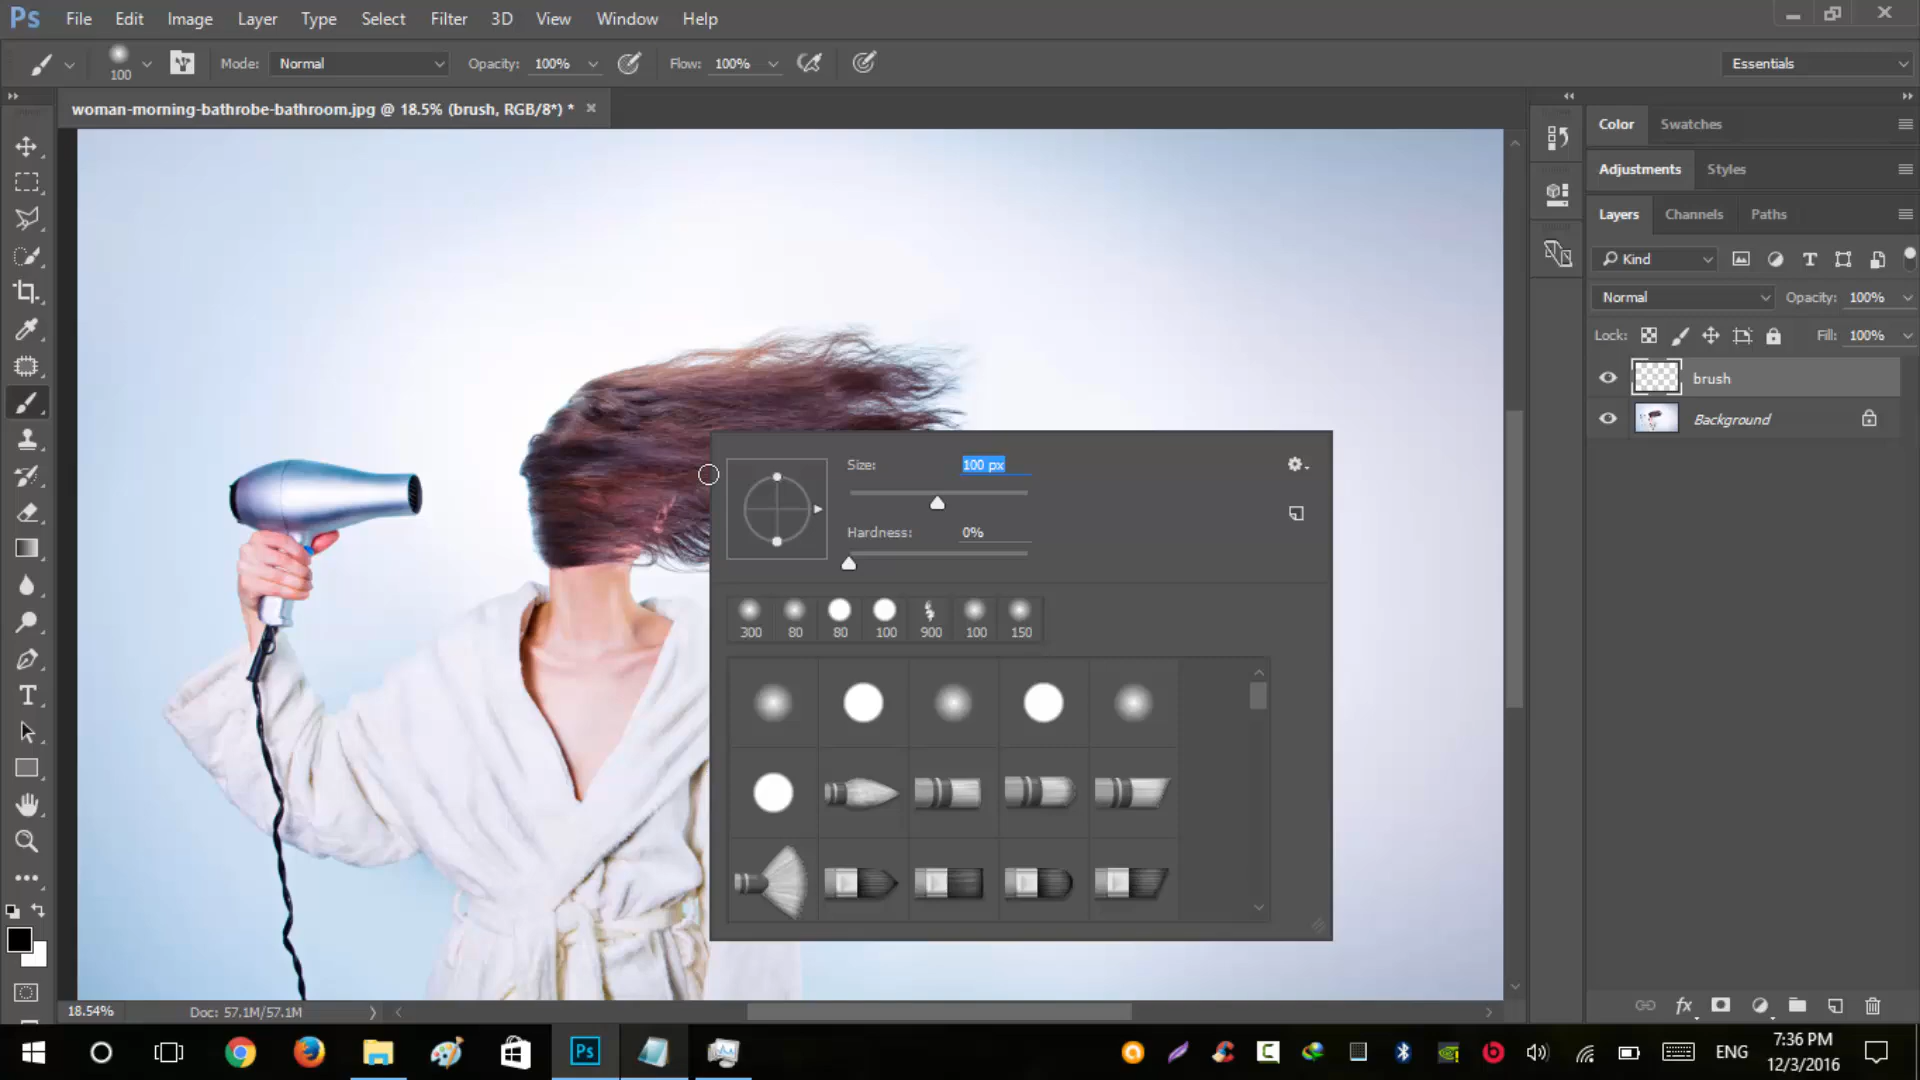 Ps File Edit Image Layer Type Select Filter 3D View Window Help
100 Mode: Normal Opacity: 100% Flow: 100% Essentials
woman-morning-bathrobe-bathroom.jpg @ 18.5% (brush, RGB/8*) *
Color Swatches
Adjustments Styles
Layers Channels Paths
Kind
Normal Opacity: 100%
Lock: Fill: 100%
brush
Background
Size: 100 px
Hardness: 0%
300 80 80 100 900 100 150
18.54% Doc: 57.1M/57.1M
Ps ENG 7:36 PM
12/3/2016